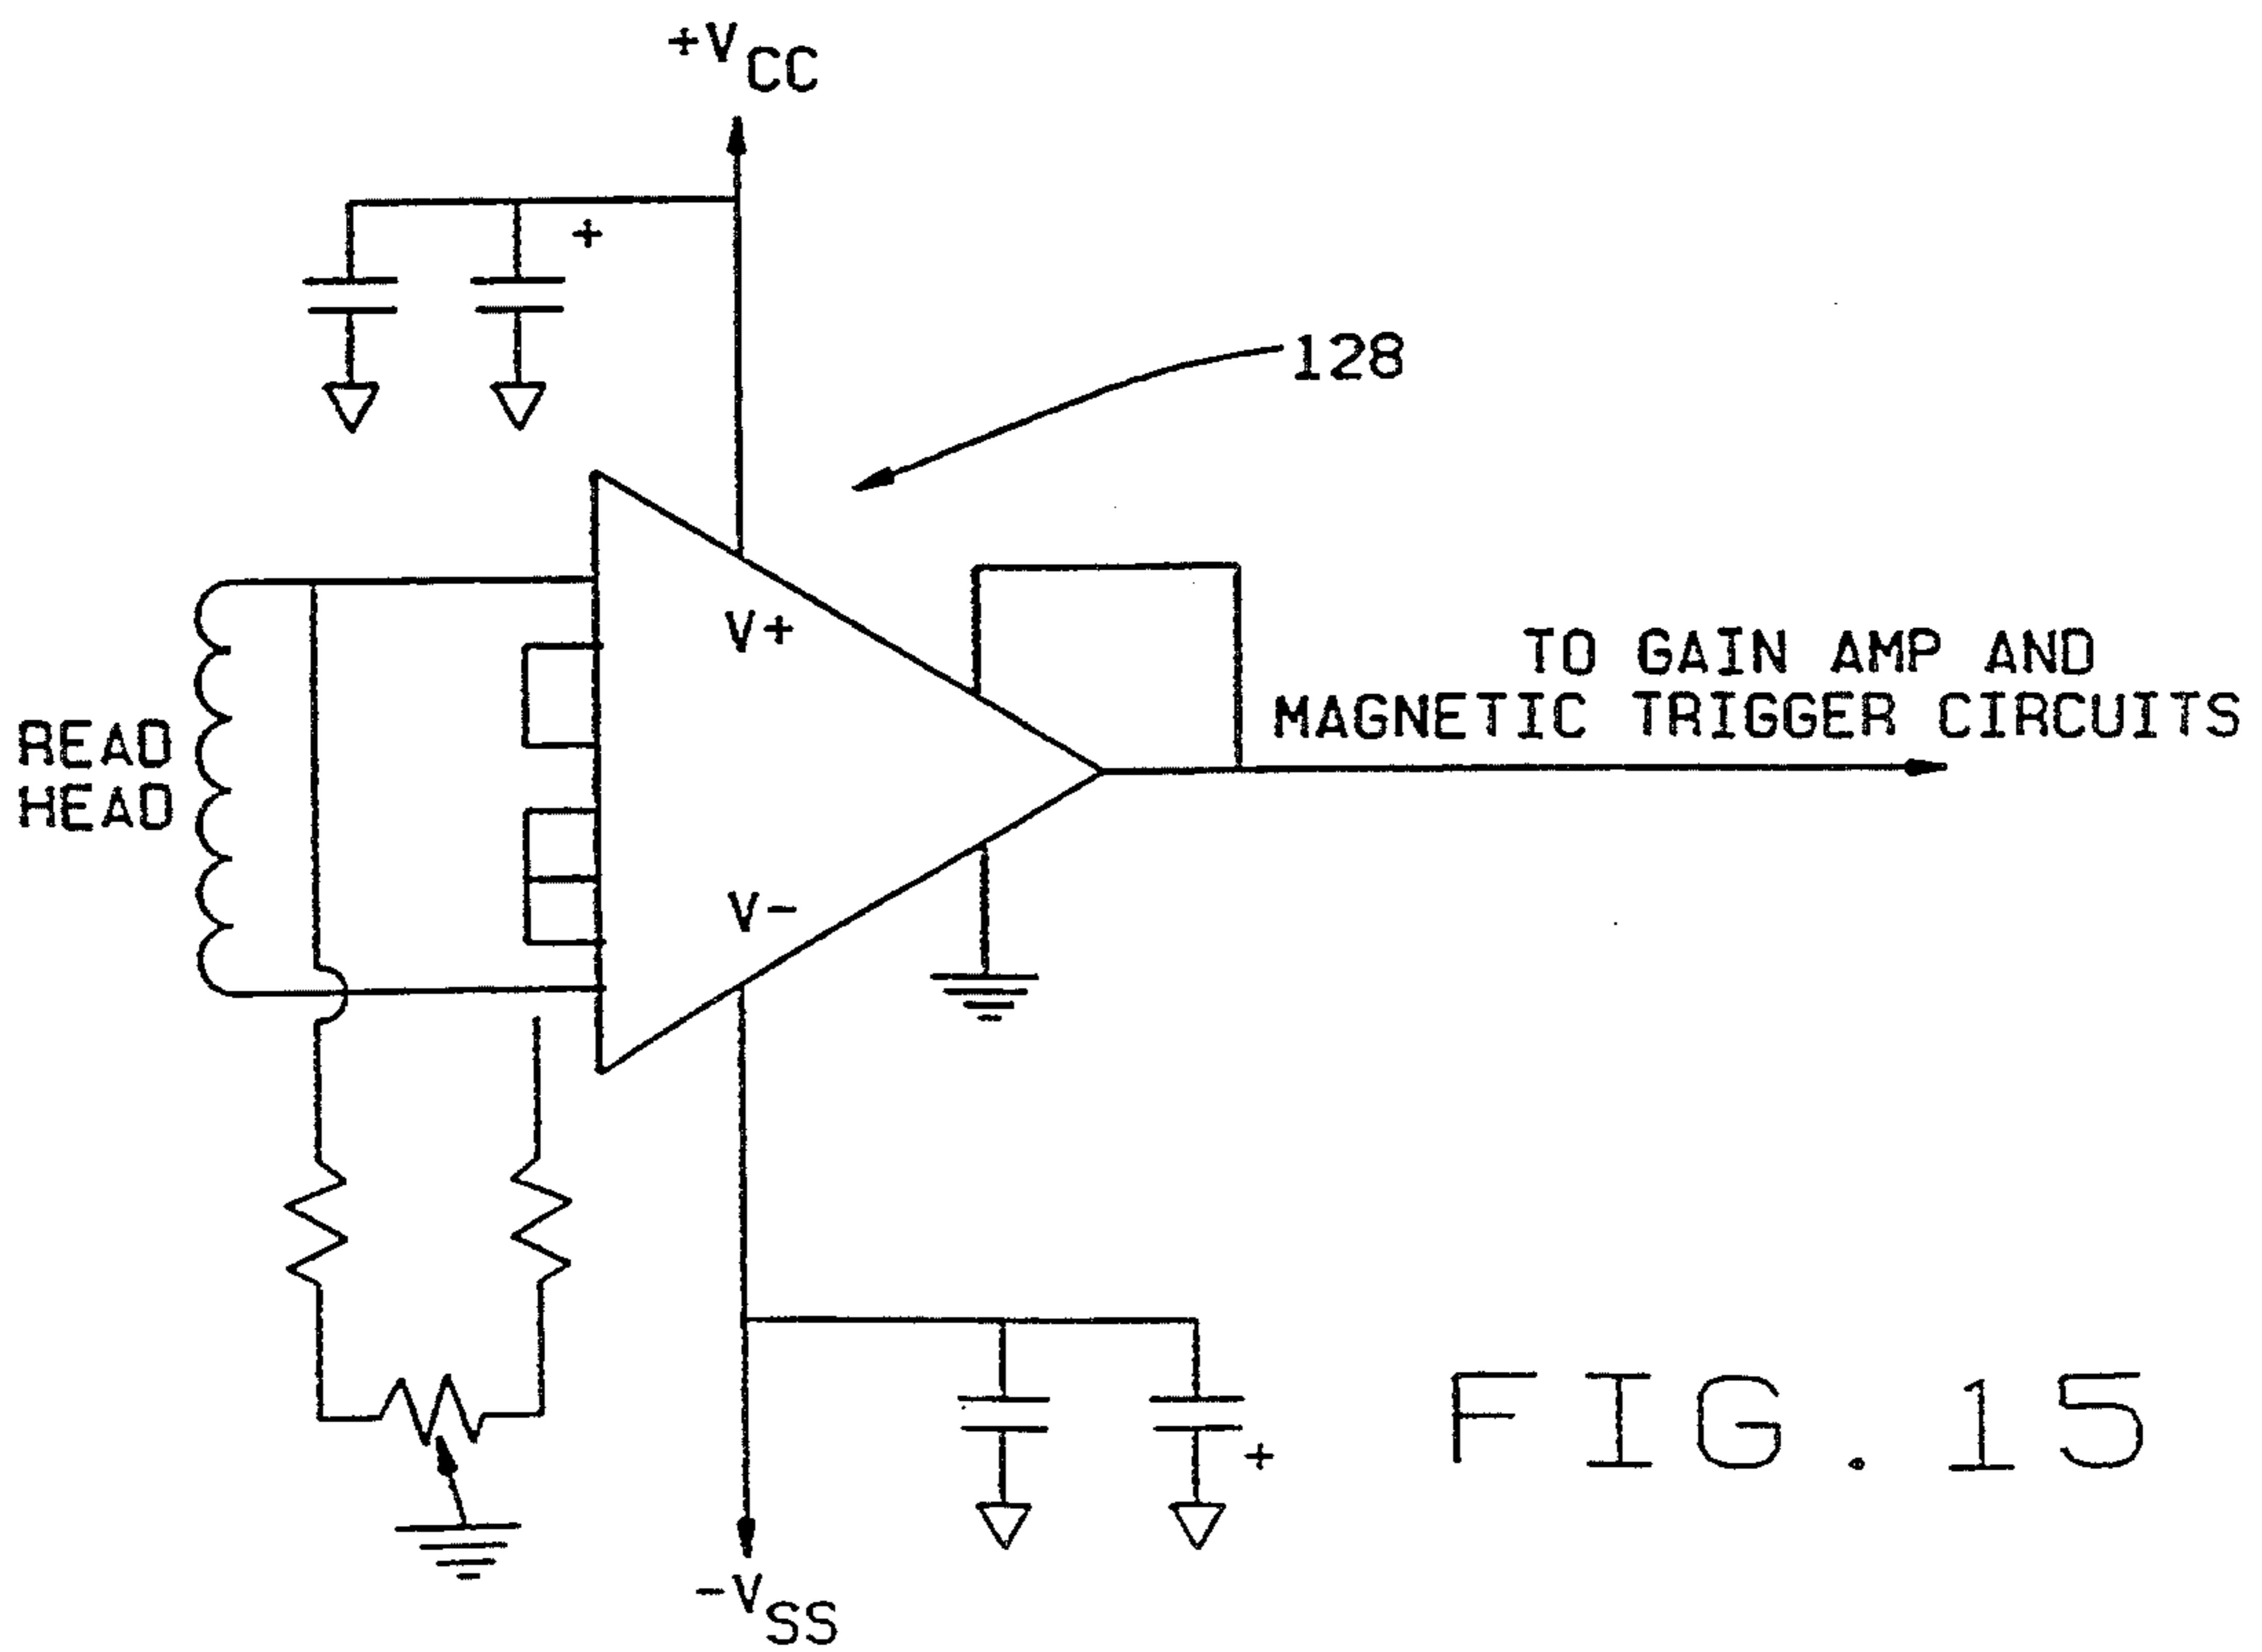 +VCC
+
128
V+
TO GAIN AMP AND
MAGNETIC TRIGGER CIRCUITS
READ
HEAD
V-
+
FIG. 15
-VSS